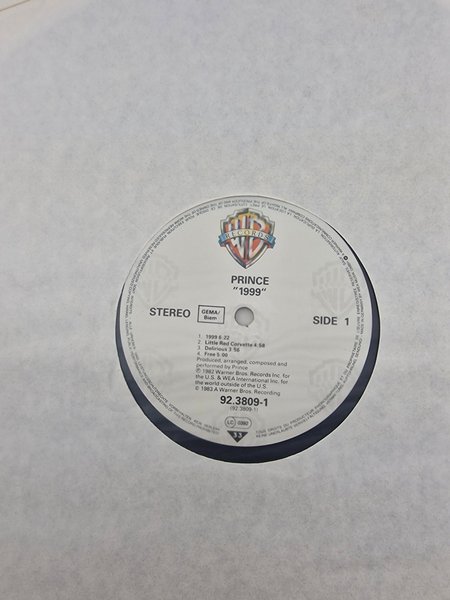 WB
RECORDS
PRINCE
"1999"
STEREO
GEMA/
Biem
SIDE 1
1. 1999 6:22
2. Little Red Corvette 4:58
3. Delirious 3:56
4. Free 5:00
Produced, arranged, composed and
performed by Prince
℗ 1982 Warner Bros. Records Inc. for
the U.S. & WEA International Inc. for
the world outside of the U.S.
© 1983 A Warner Bros. Recording
92.3809-1
(92.3809-1)
LC 0392
33